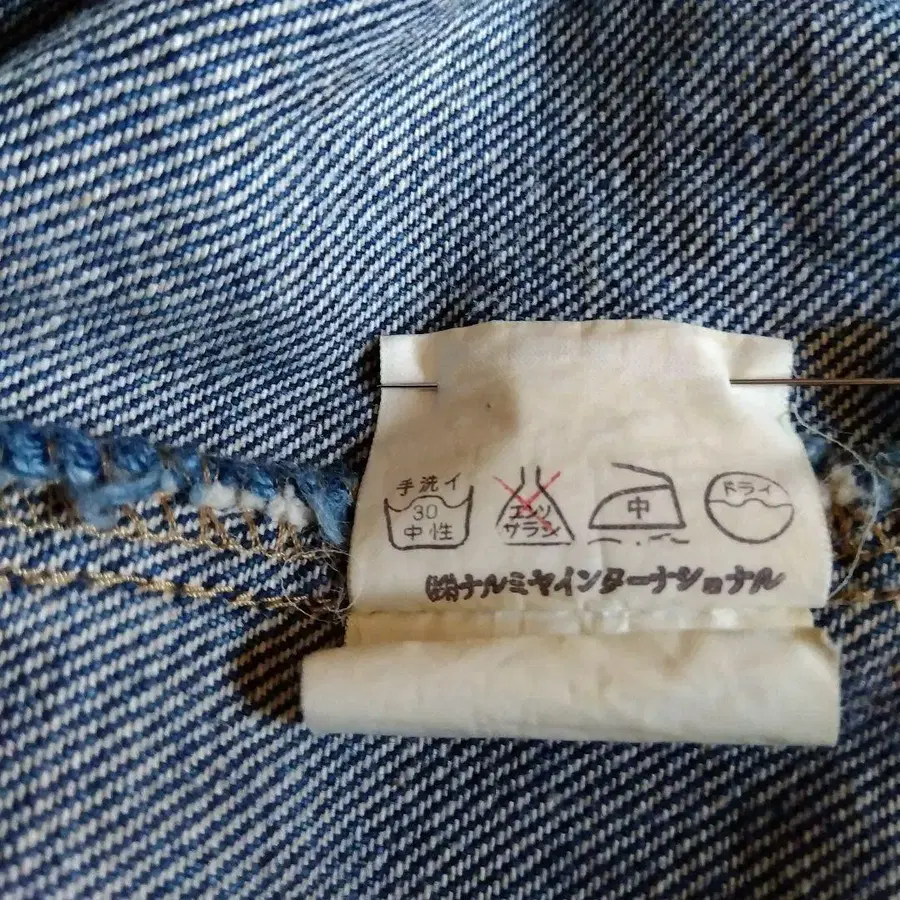 手洗イ 30 中性
エンソ サラシ
中
ドライ
㈱ナルミヤインターナショナル